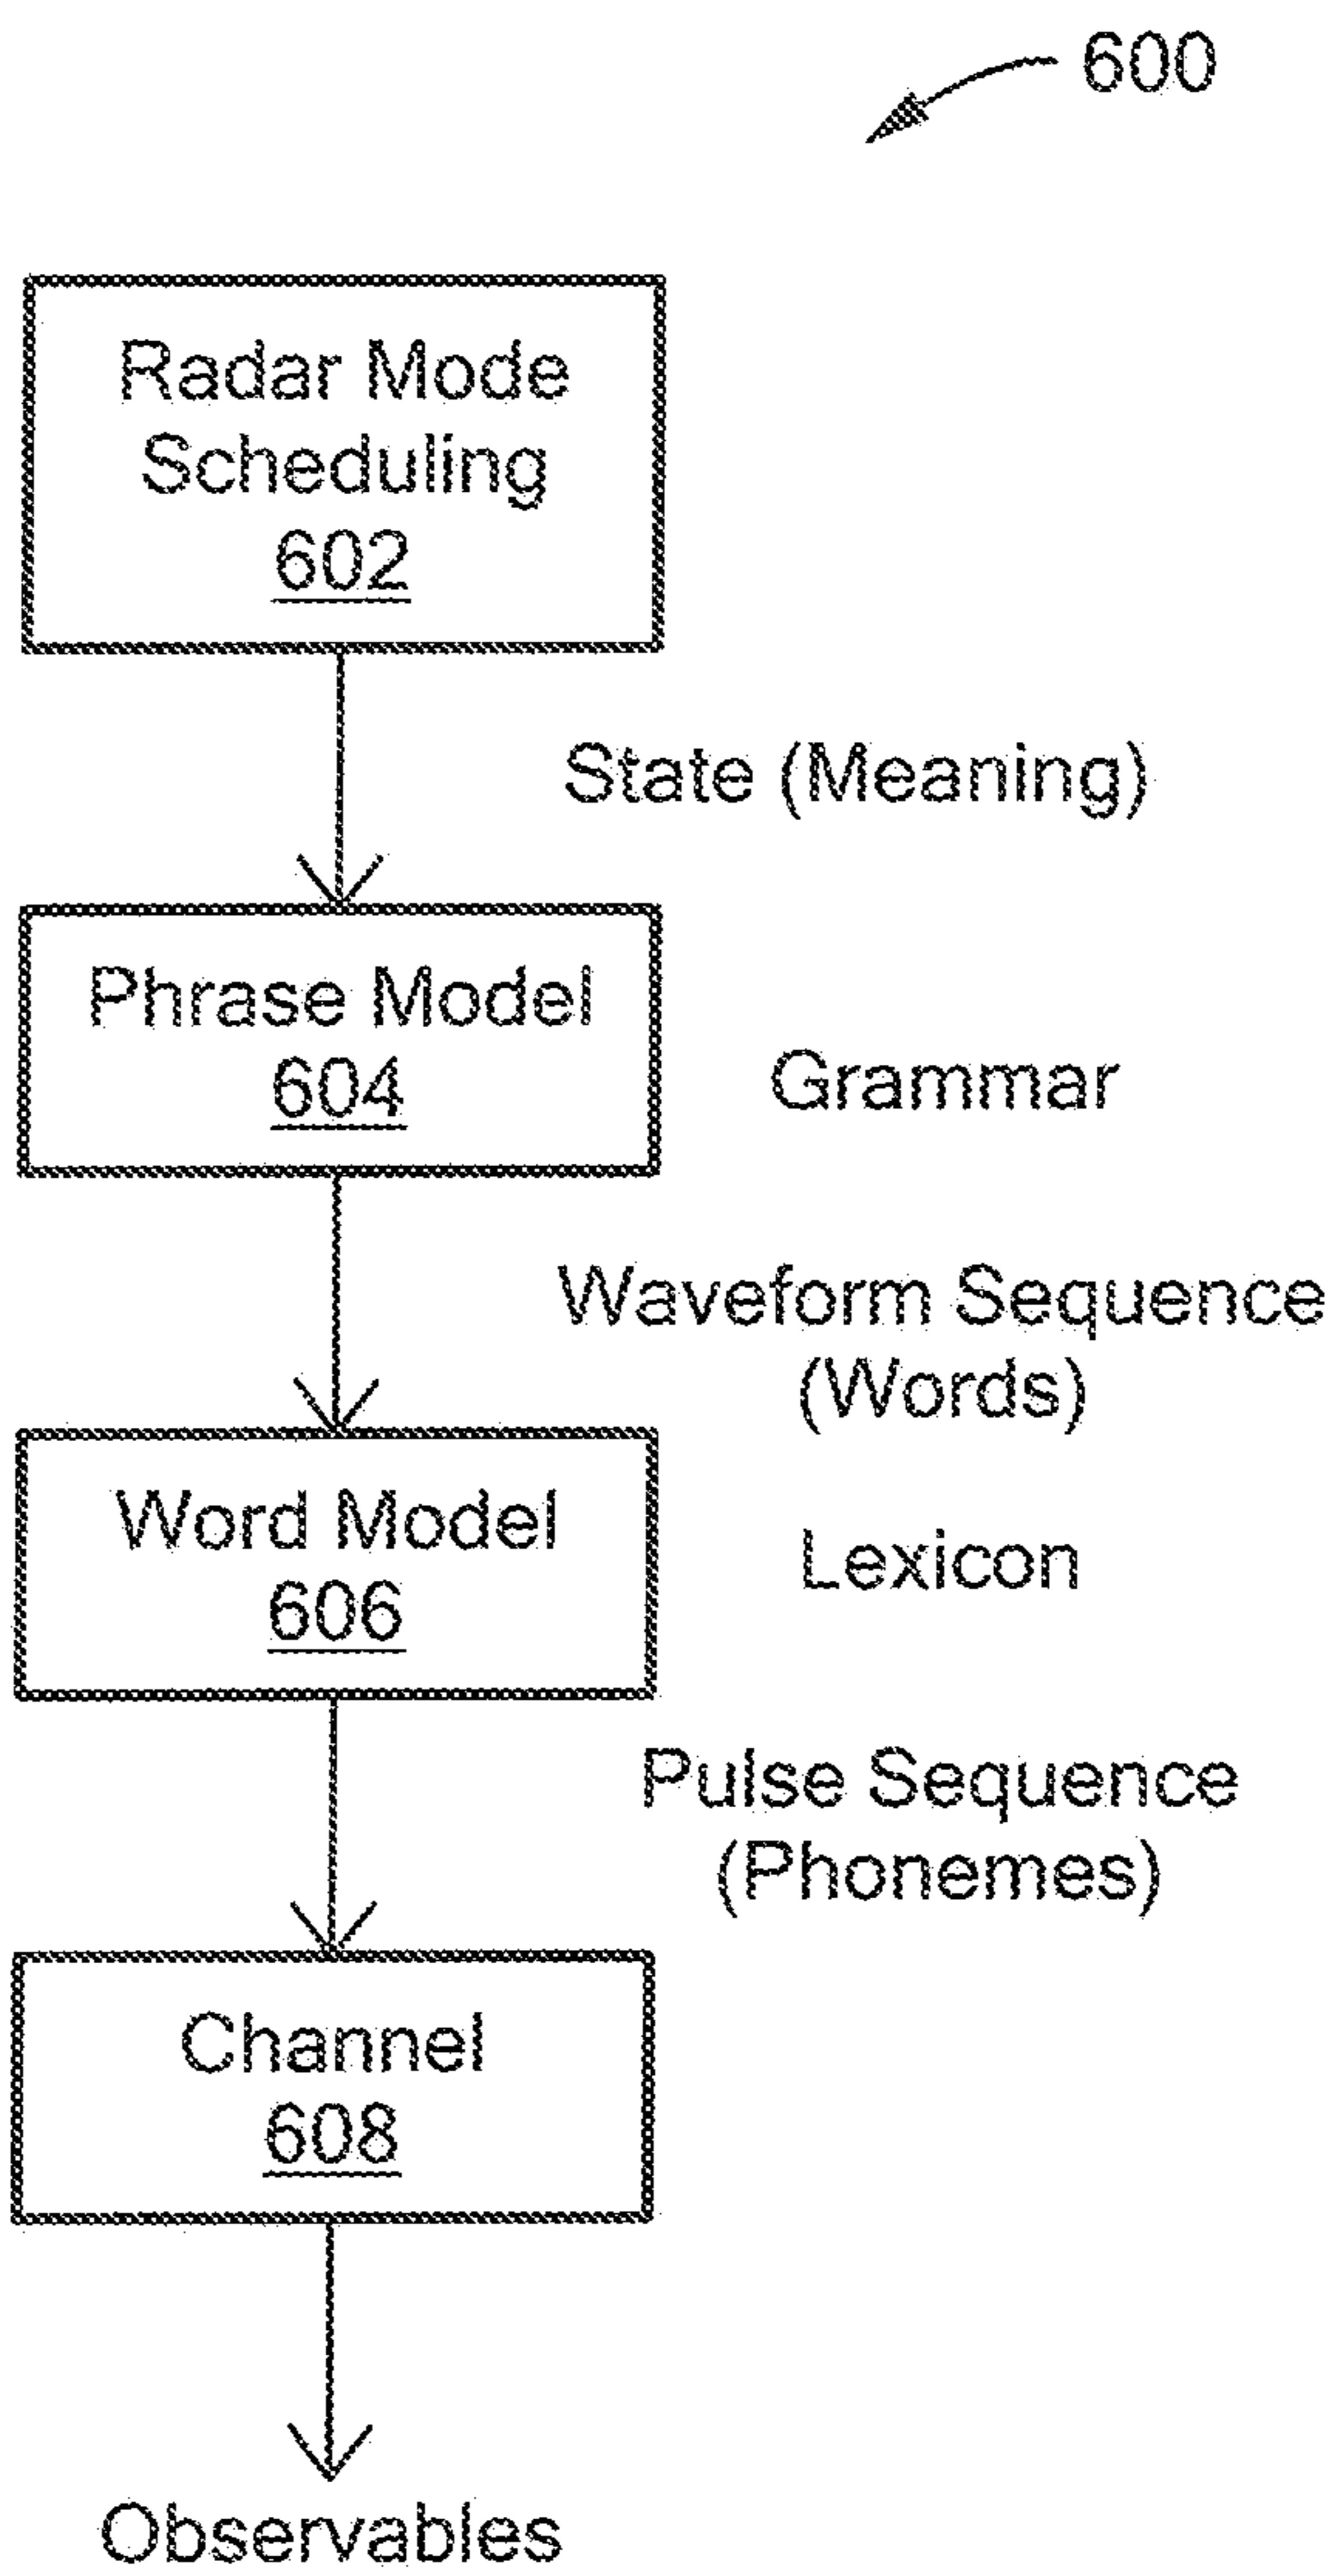 600
Radar Mode
Scheduling
602
State (Meaning)
Phrase Model
604
Grammar
Waveform Sequence
(Words)
Word Model
606
Lexicon
Pulse Sequence
(Phonemes)
Channel
608
Observables